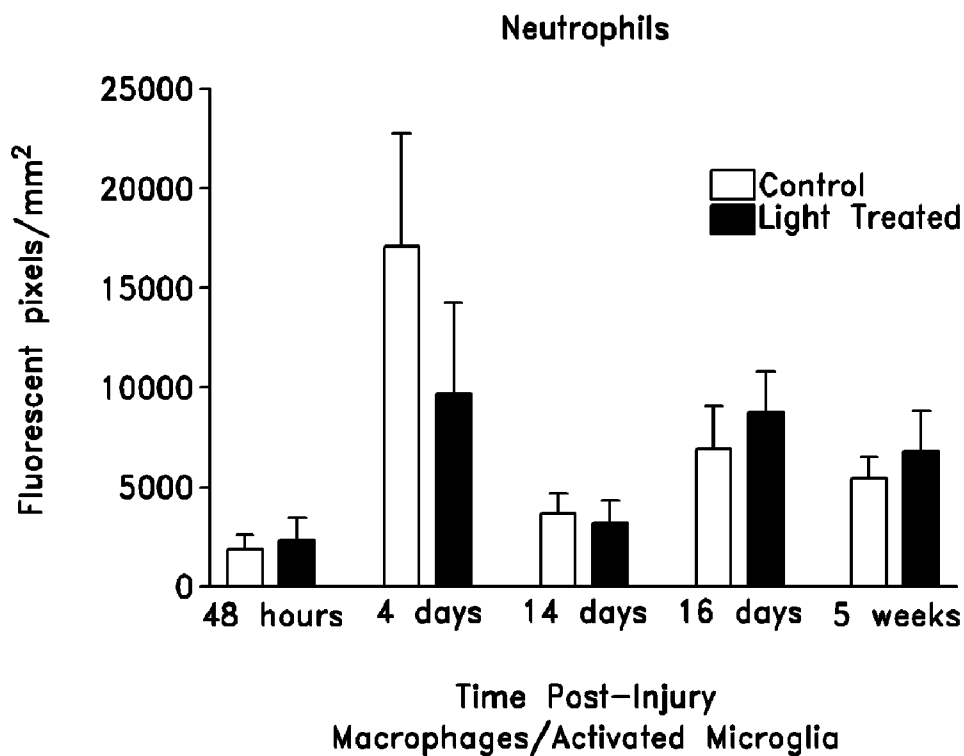 Neutrophils
Fluorescent pixels/mm²
25000
20000
15000
10000
5000
0
Control
Light Treated
48 hours 4 days 14 days 16 days 5 weeks
Time Post-Injury
Macrophages/Activated Microglia